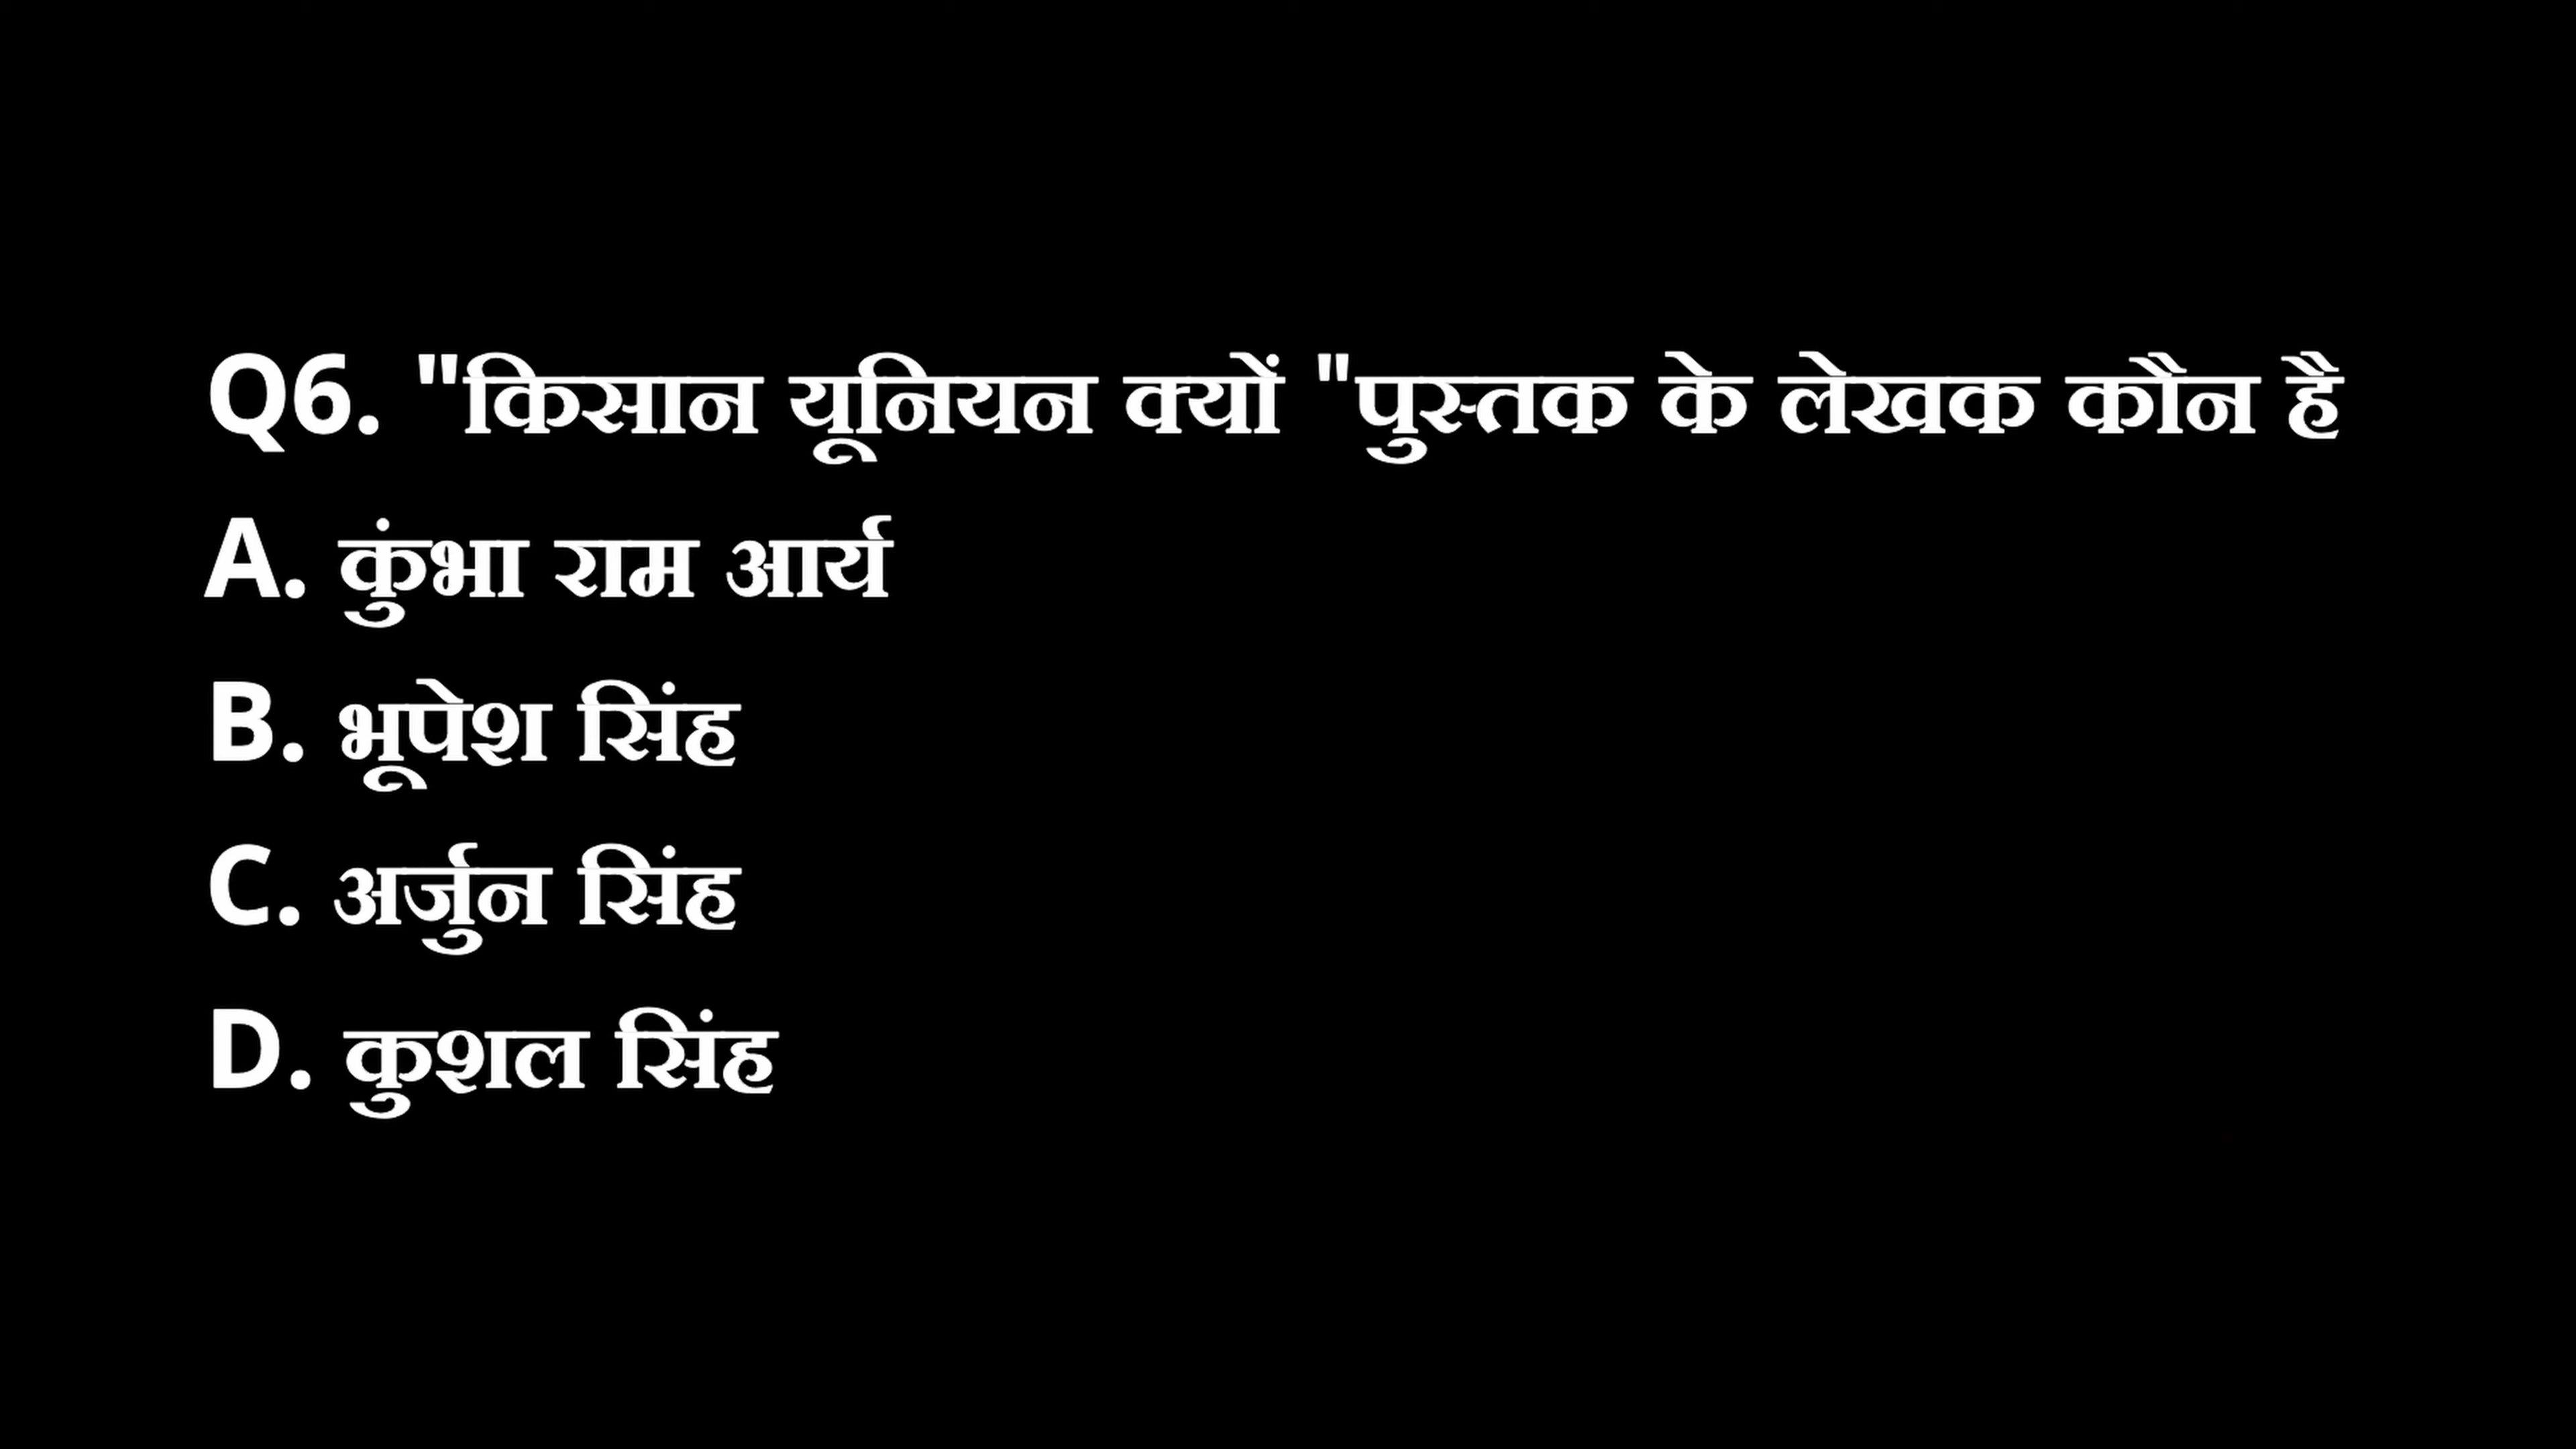 Q6. "किसान यूनियन क्यों "पुस्तक के लेखक कौन है
A. कुंभा राम आर्य
B. भूपेश सिंह
C. अर्जुन सिंह
D. कुशल सिंह